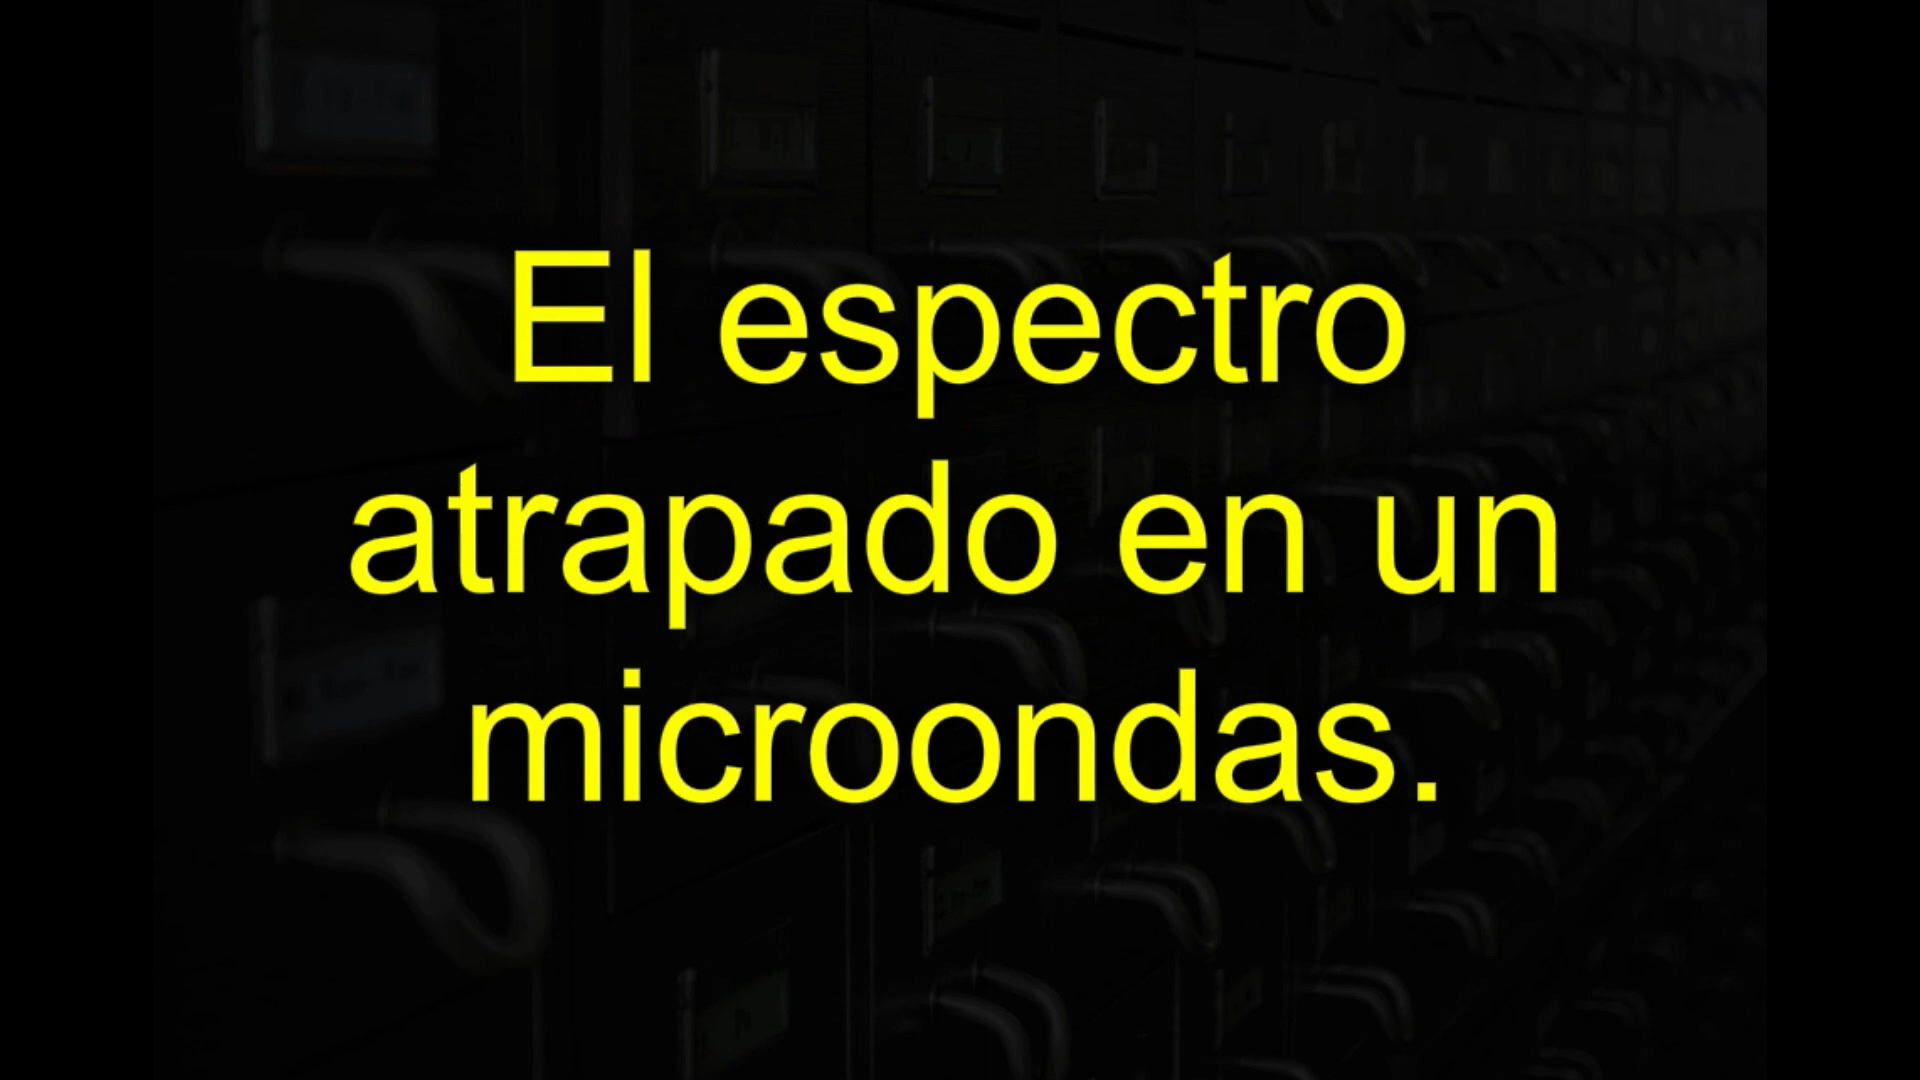 El espectro
atrapado en un
microondas.